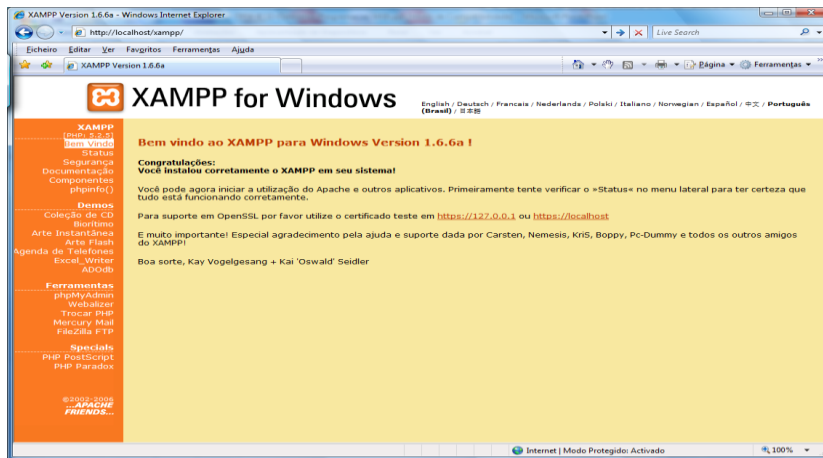 XAMPP Version 1.6.6a - Windows Internet Explorer
http://localhost/xampp/
Live Search
Ficheiro Editar Ver Favoritos Ferramentas Ajuda
XAMPP Version 1.6.6a
Página Ferramentas
XAMPP for Windows
English / Deutsch / Francais / Nederlands / Polski / Italiano / Norwegian / Español / 中文 / Português
(Brasil) / 日本語
XAMPP
[PHP: 5.2.5]
Bem Vindo
Status
Segurança
Documentação
Componentes
phpinfo()
Demos
Coleção de CD
Biorítimo
Arte Instantânea
Arte Flash
Agenda de Telefones
Excel_Writer
ADOdb
Ferramentas
phpMyAdmin
Webalizer
Trocar PHP
Mercury Mail
FileZilla FTP
Specials
PHP PostScript
PHP Paradox
©2002-2006
...APACHE
FRIENDS...
Bem vindo ao XAMPP para Windows Version 1.6.6a !
Congratulações:
Você instalou corretamente o XAMPP em seu sistema!
Você pode agora iniciar a utilização do Apache e outros aplicativos. Primeiramente tente verificar o »Status« no menu lateral para ter certeza que
tudo está funcionando corretamente.
Para suporte em OpenSSL por favor utilize o certificado teste em https://127.0.0.1 ou https://localhost
E muito importante! Especial agradecimento pela ajuda e suporte dada por Carsten, Nemesis, KriS, Boppy, Pc-Dummy e todos os outros amigos
do XAMPP!
Boa sorte, Kay Vogelgesang + Kai 'Oswald' Seidler
Internet | Modo Protegido: Activado
100%